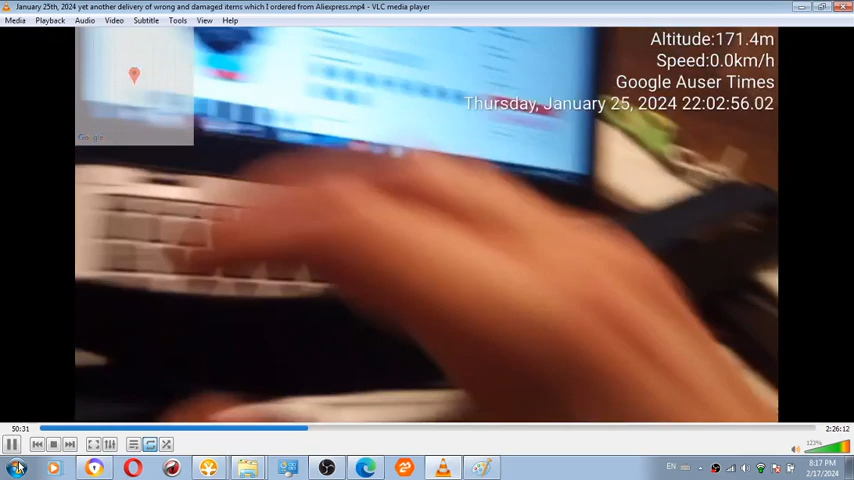 January 25th, 2024 yet another delivery of wrong and damaged items which I ordered from Aliexpress.mp4 - VLC media player
Media Playback Audio Video Subtitle Tools View Help
Altitude:171.4m
Speed:0.0km/h
Google Auser Times
Thursday, January 25, 2024 22:02:56.02
Google
50:31
2:26:12
123%
EN
8:17 PM
2/17/2024